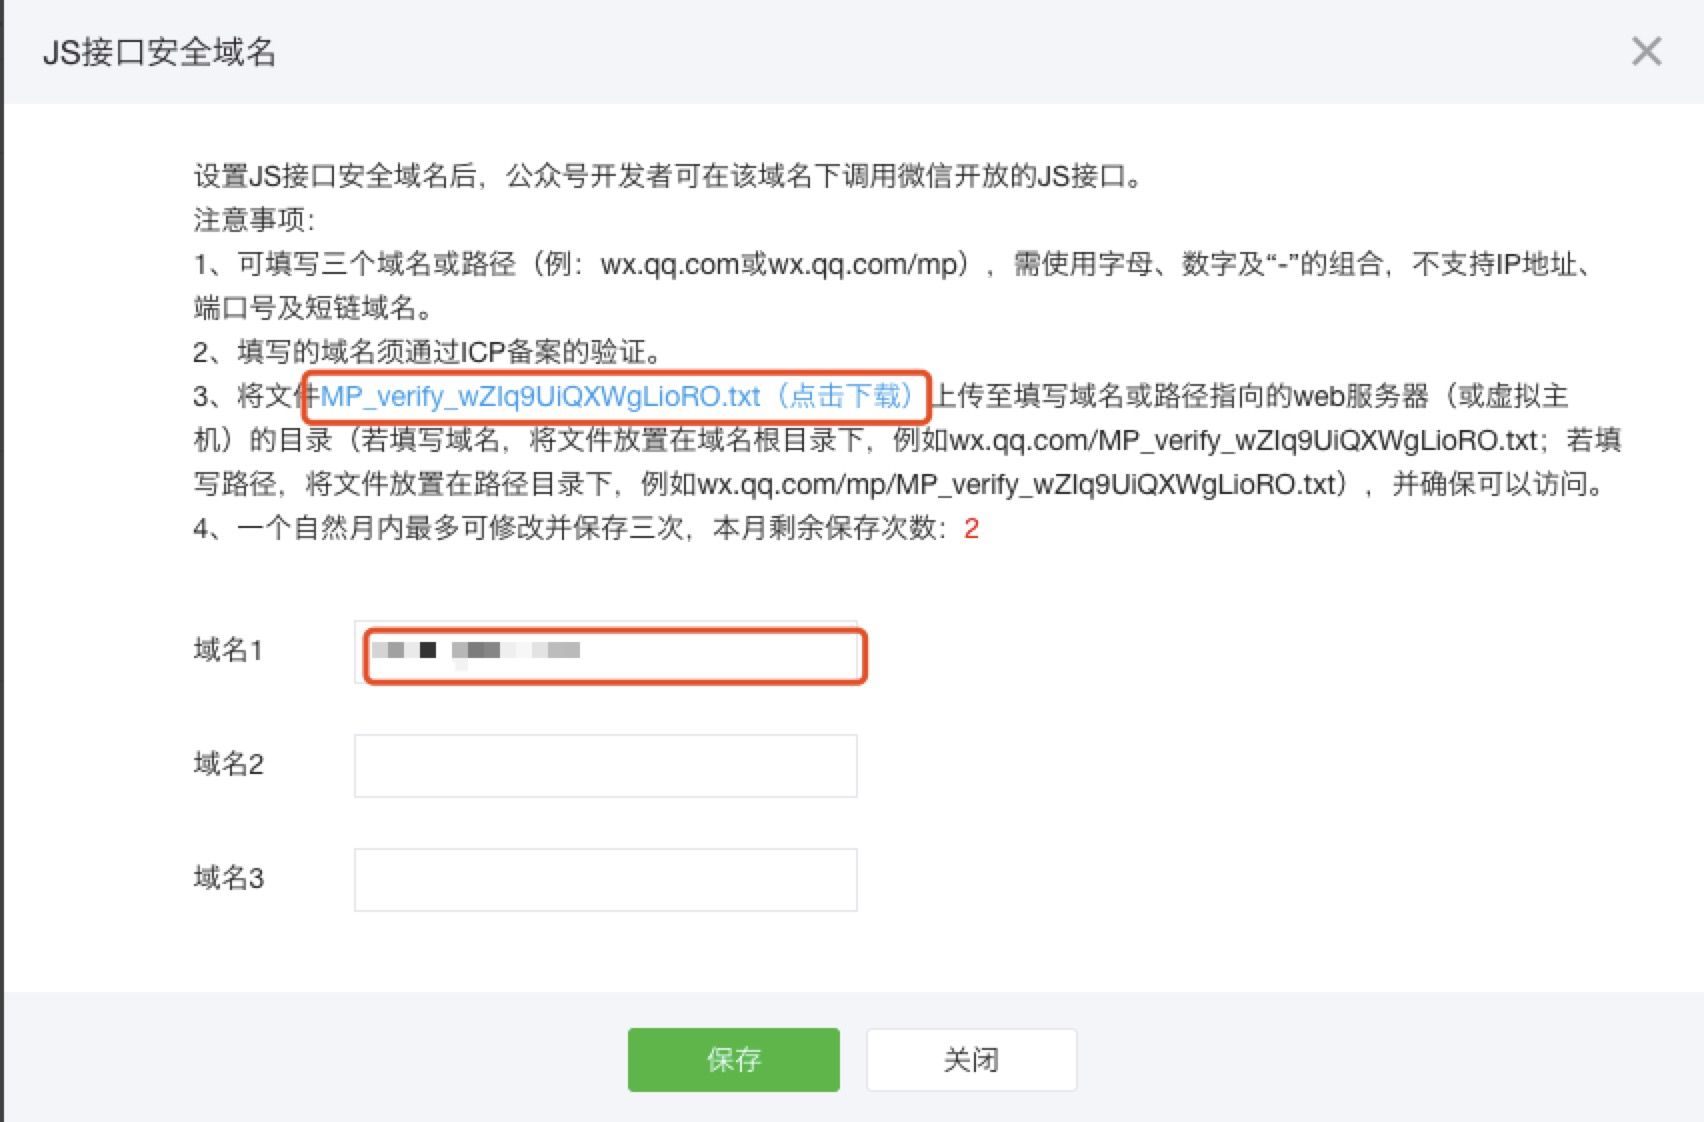 JS接口安全域名
设置JS接口安全域名后，公众号开发者可在该域名下调用微信开放的JS接口。
注意事项：
1、可填写三个域名或路径（例：wx.qq.com或wx.qq.com/mp），需使用字母、数字及“-”的组合，不支持IP地址、
端口号及短链域名。
2、填写的域名须通过ICP备案的验证。
3、将文件MP_verify_wZIq9UiQXWgLioRO.txt（点击下载）上传至填写域名或路径指向的web服务器（或虚拟主
机）的目录（若填写域名，将文件放置在域名根目录下，例如wx.qq.com/MP_verify_wZIq9UiQXWgLioRO.txt；若填
写路径，将文件放置在路径目录下，例如wx.qq.com/mp/MP_verify_wZIq9UiQXWgLioRO.txt），并确保可以访问。
4、一个自然月内最多可修改并保存三次，本月剩余保存次数：2
域名1
域名2
域名3
保存 关闭